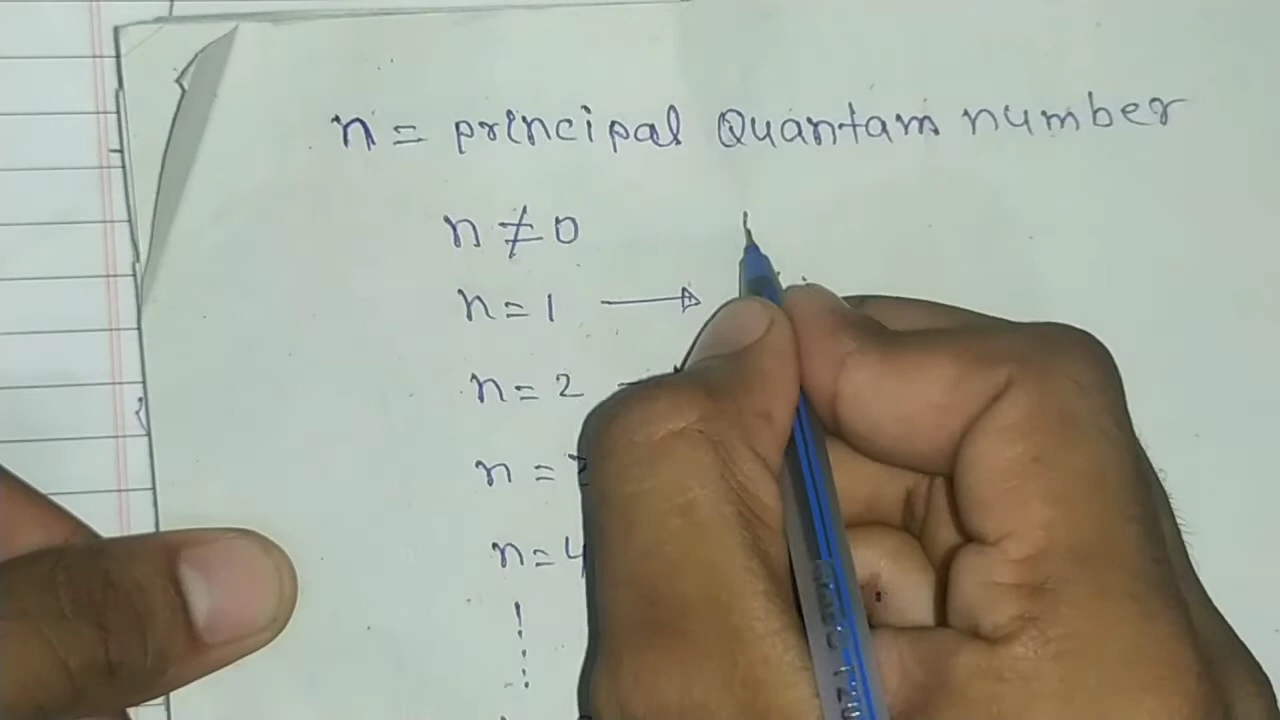 n = principal Quantam number
n ≠ 0
n = 1 →
n = 2
n =
n = 4